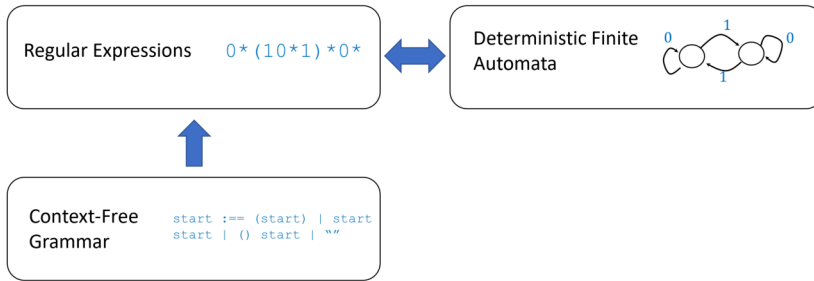 Regular Expressions
0*(10*1)*0*
Deterministic Finite
Automata
0
1
0
1
Context-Free
Grammar
start :== (start) | start
start | () start | “”